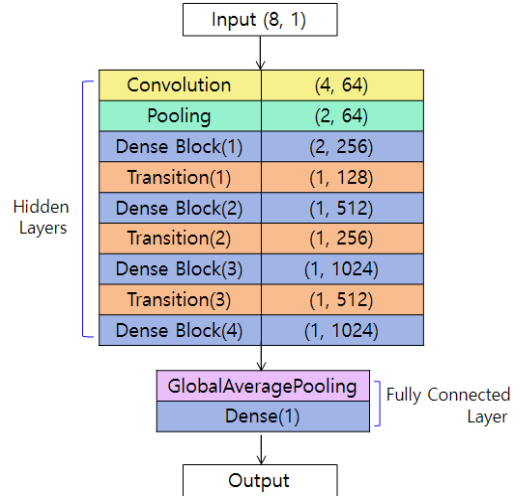 Input (8, 1)
Convolution (4, 64)
Pooling (2, 64)
Dense Block(1) (2, 256)
Transition(1) (1, 128)
Dense Block(2) (1, 512)
Transition(2) (1, 256)
Dense Block(3) (1, 1024)
Transition(3) (1, 512)
Dense Block(4) (1, 1024)
Hidden
Layers
GlobalAveragePooling
Dense(1)
Fully Connected
Layer
Output